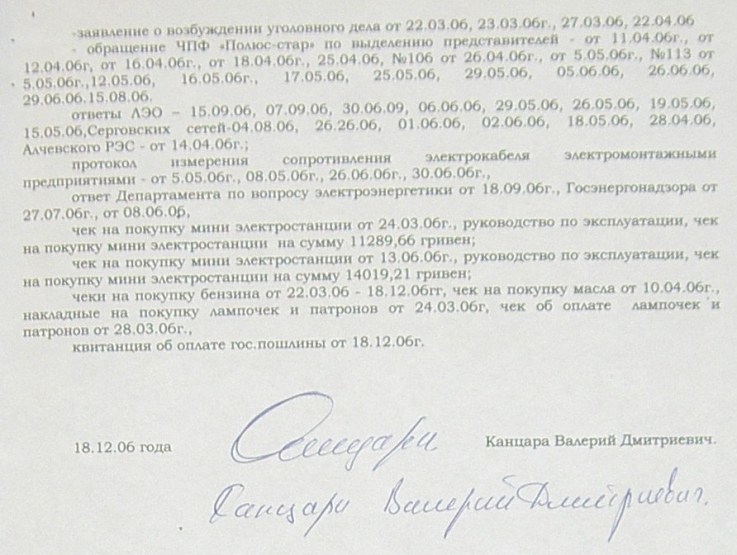 -заявление о возбуждении уголовного дела от 22.03.06, 23.03.06г., 27.03.06, 22.04.06
- обращение ЧПФ «Полюс-стар» по выделению представителей - от 11.04.06г., от
12.04.06г, от 16.04.06г., от 18.04.06г., 25.04.06, №106 от 26.04.06г., от 5.05.06г., №113 от
5.05.06г.,12.05.06, 16.05.06г., 17.05.06, 25.05.06, 29.05.06, 05.06.06, 26.06.06,
29.06.06.15.08.06.
ответы ЛЭО – 15.09.06, 07.09.06, 30.06.09, 06.06.06, 29.05.06, 26.05.06, 19.05.06,
15.05.06,Серговских сетей-04.08.06, 26.26.06, 01.06.06, 02.06.06, 18.05.06, 28.04.06,
Алчевского РЭС - от 14.04.06г.;
протокол измерения сопротивления электрокабеля электромонтажными
предприятиями - от 5.05.06г., 08.05.06г., 26.06.06г., 30.06.06г.,
ответ Департамента по вопросу электроэнергетики от 18.09.06г., Госэнергонадзора от
27.07.06г., от 08.06.06,
чек на покупку мини электростанции от 24.03.06г., руководство по эксплуатации, чек
на покупку мини электростанции на сумму 11289,66 гривен;
чек на покупку мини электростанции от 13.06.06г., руководство по эксплуатации, чек
на покупку мини электростанции на сумму 14019,21 гривен;
чеки на покупку бензина от 22.03.06 - 18.12.06гг, чек на покупку масла от 10.04.06г.,
накладные на покупку лампочек и патронов от 24.03.06г, чек об оплате лампочек и
патронов от 28.03.06г.,
квитанция об оплате гос.пошлины от 18.12.06г.
18.12.06 года Канцара Валерий Дмитриевич.
Канцара Валерий Дмитриевич.